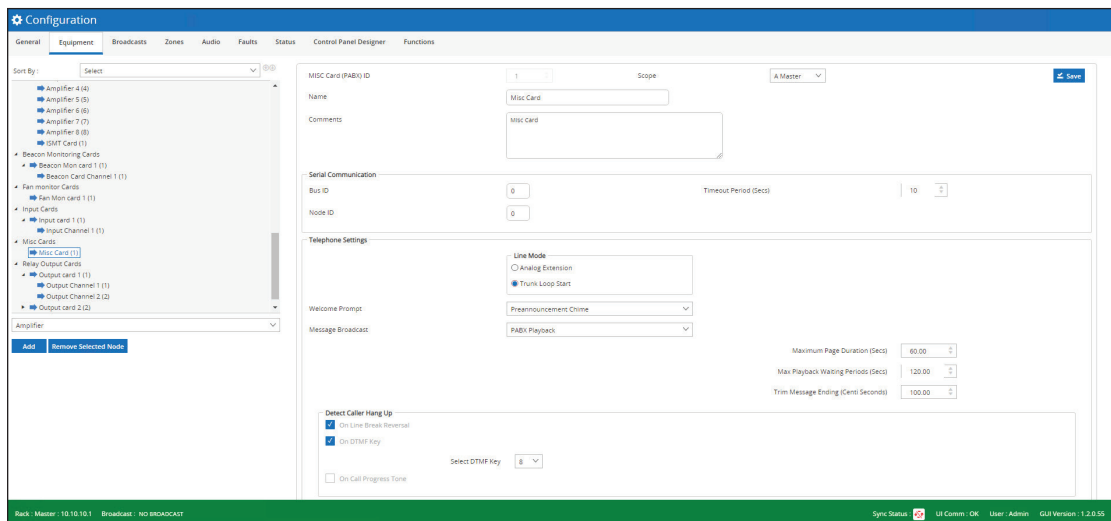 Configuration
General Equipment Broadcasts Zones Audio Faults Status Control Panel Designer Functions
Sort By : Select
Amplifier 4 (4)
Amplifier 5 (5)
Amplifier 6 (6)
Amplifier 7 (7)
Amplifier 8 (8)
ISMT Card (1)
Beacon Monitoring Cards
Beacon Mon card 1 (1)
Beacon Card Channel 1 (1)
Fan monitor Cards
Fan Mon card 1 (1)
Input Cards
Input card 1 (1)
Input Channel 1 (1)
Misc Cards
Misc Card (1)
Relay Output Cards
Output card 1 (1)
Output Channel 1 (1)
Output Channel 2 (2)
Output card 2 (2)
Amplifier
Add Remove Selected Node
MISC Card (PABX) ID 1 Scope A Master Save
Name Misc Card
Comments Misc Card
Serial Communication
Bus ID 0 Timeout Period (Secs) 10
Node ID 0
Telephone Settings
Line Mode
Analog Extension
Trunk Loop Start
Welcome Prompt Preannouncement Chime
Message Broadcast PABX Playback
Maximum Page Duration (Secs) 60.00
Max Playback Waiting Periods (Secs) 120.00
Trim Message Ending (Centi Seconds) 100.00
Detect Caller Hang Up
On Line Break Reversal
On DTMF Key
Select DTMF Key 8
On Call Progress Tone
Rack : Master : 10.10.10.1 Broadcast : NO BROADCAST Sync Status : UI Comm : OK User : Admin GUI Version : 1.2.0.55